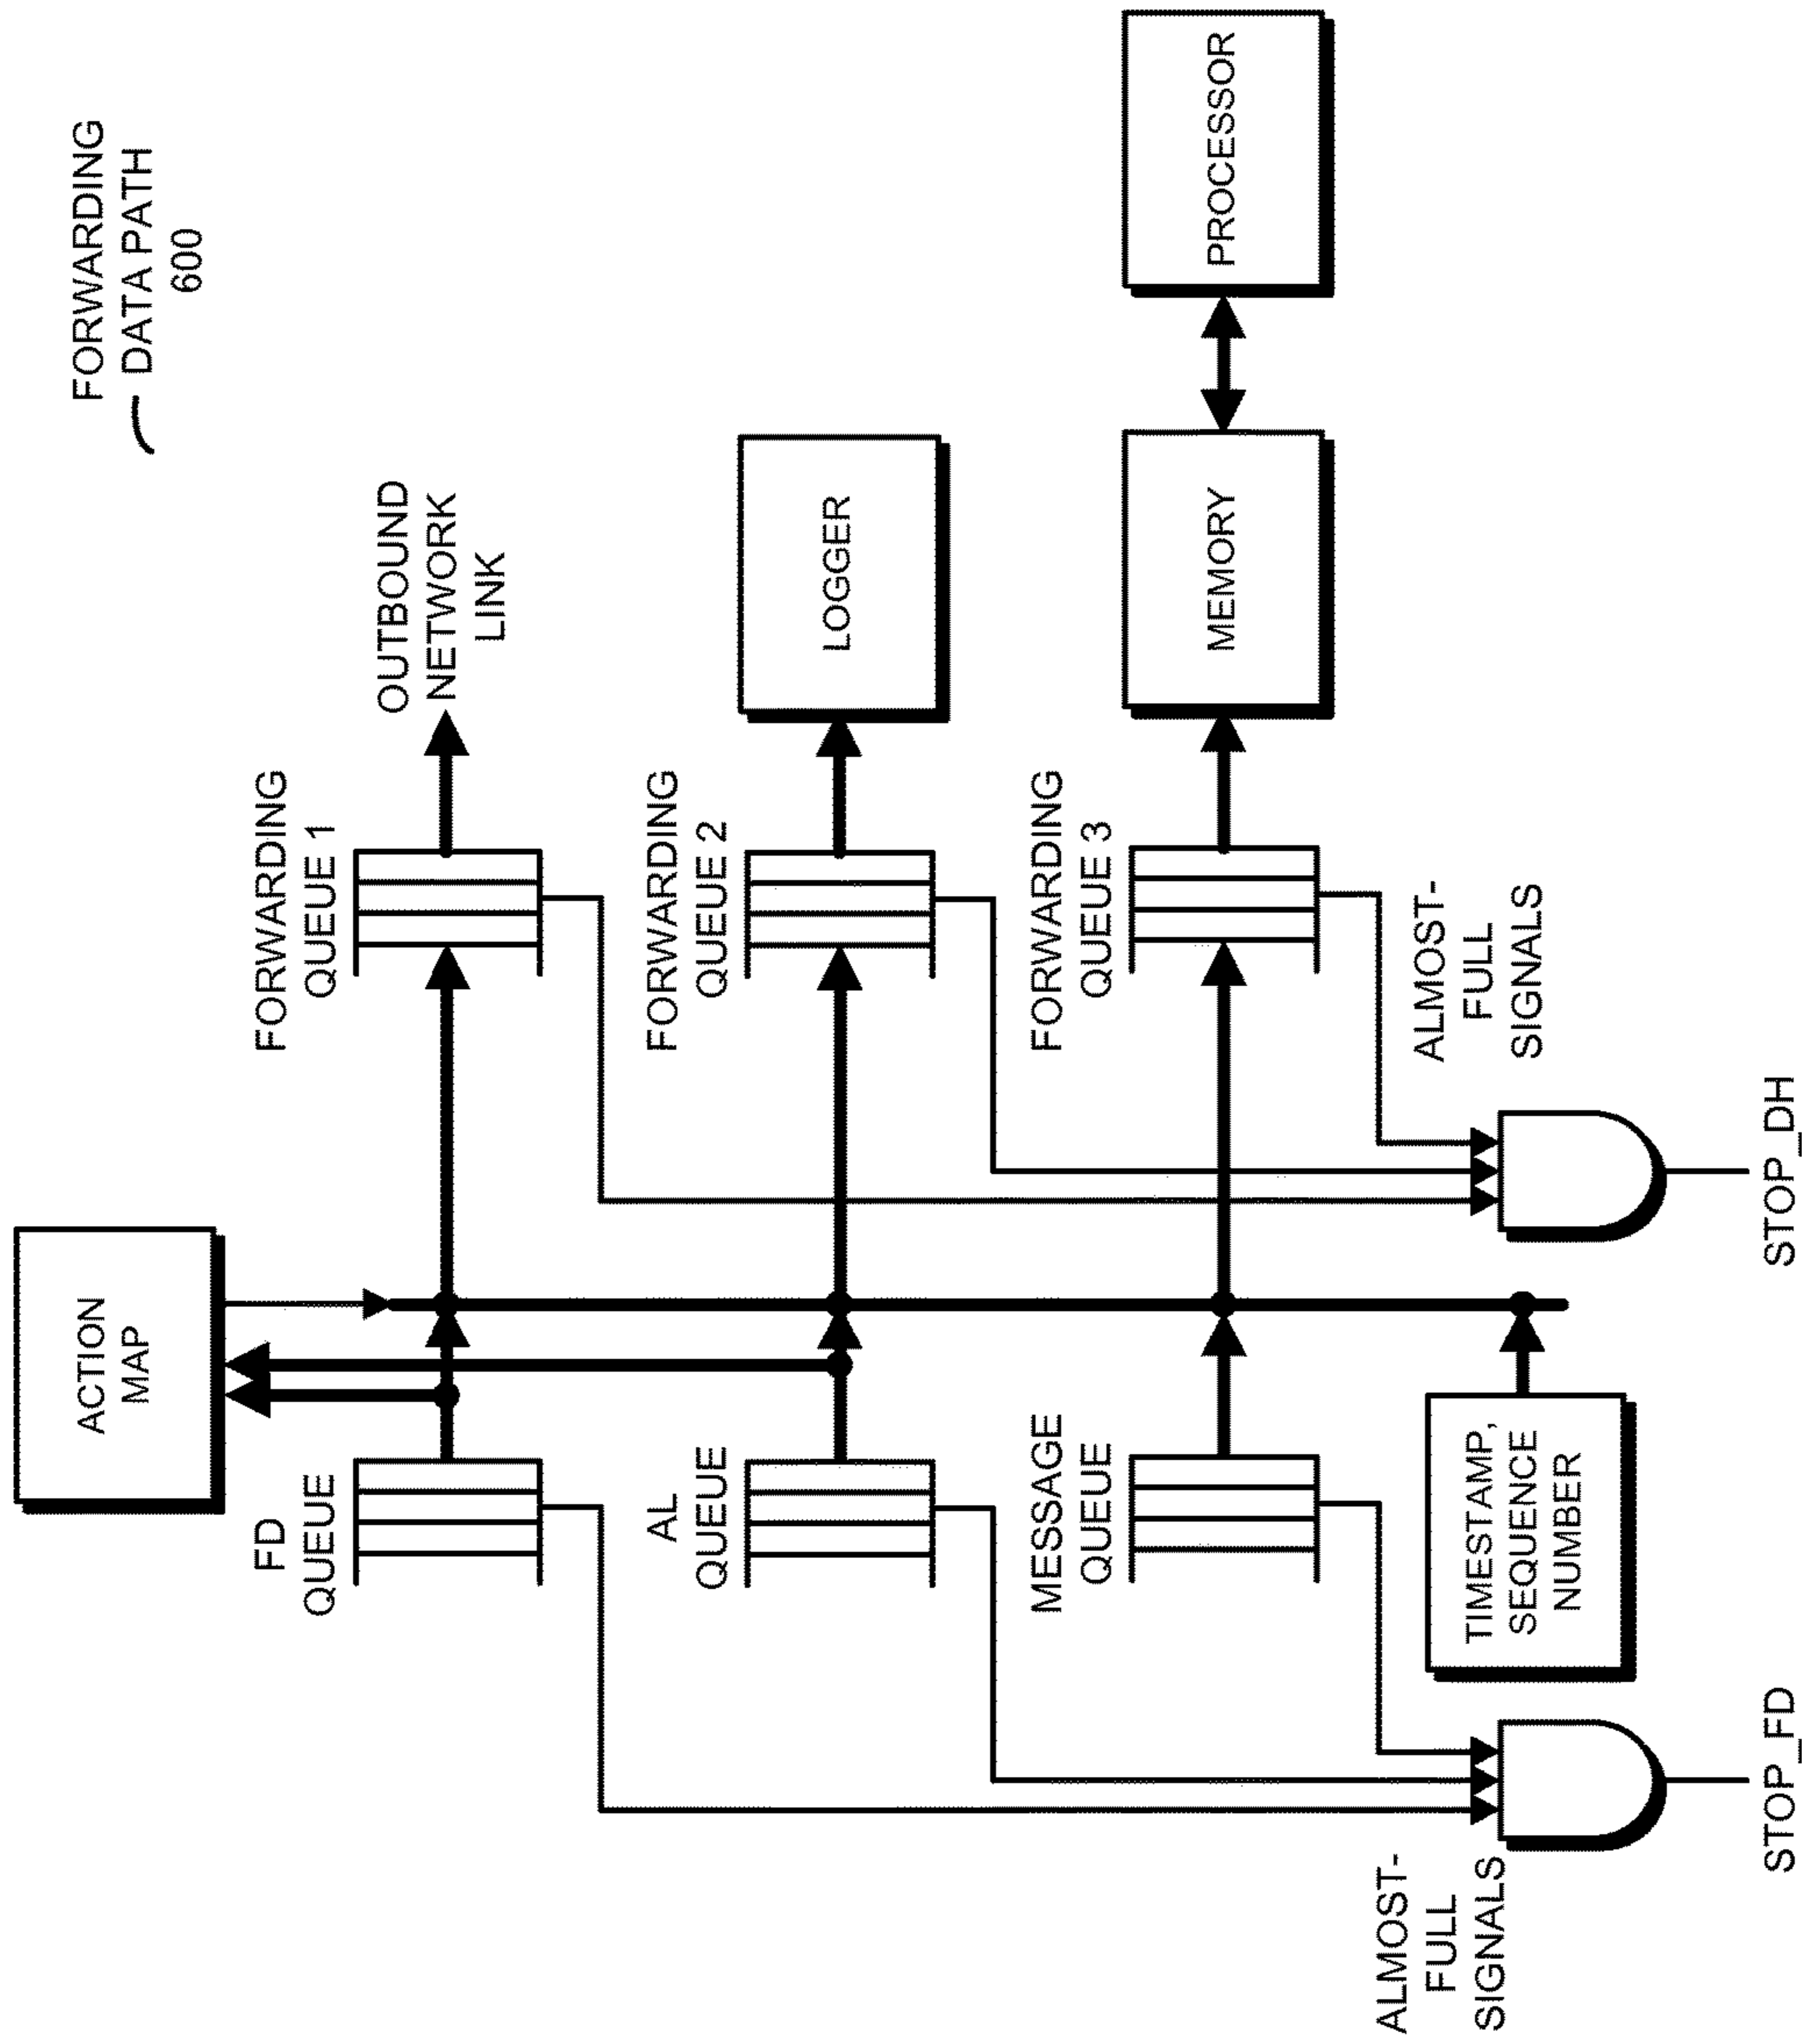 FORWARDING
DATA PATH
600
ACTION
MAP
FD
QUEUE
FORWARDING
QUEUE 1
OUTBOUND
NETWORK
LINK
AL
QUEUE
FORWARDING
QUEUE 2
LOGGER
MESSAGE
QUEUE
FORWARDING
QUEUE 3
MEMORY
PROCESSOR
TIMESTAMP,
SEQUENCE
NUMBER
ALMOST-
FULL
SIGNALS
ALMOST-
FULL
SIGNALS
STOP_FD
STOP_DH